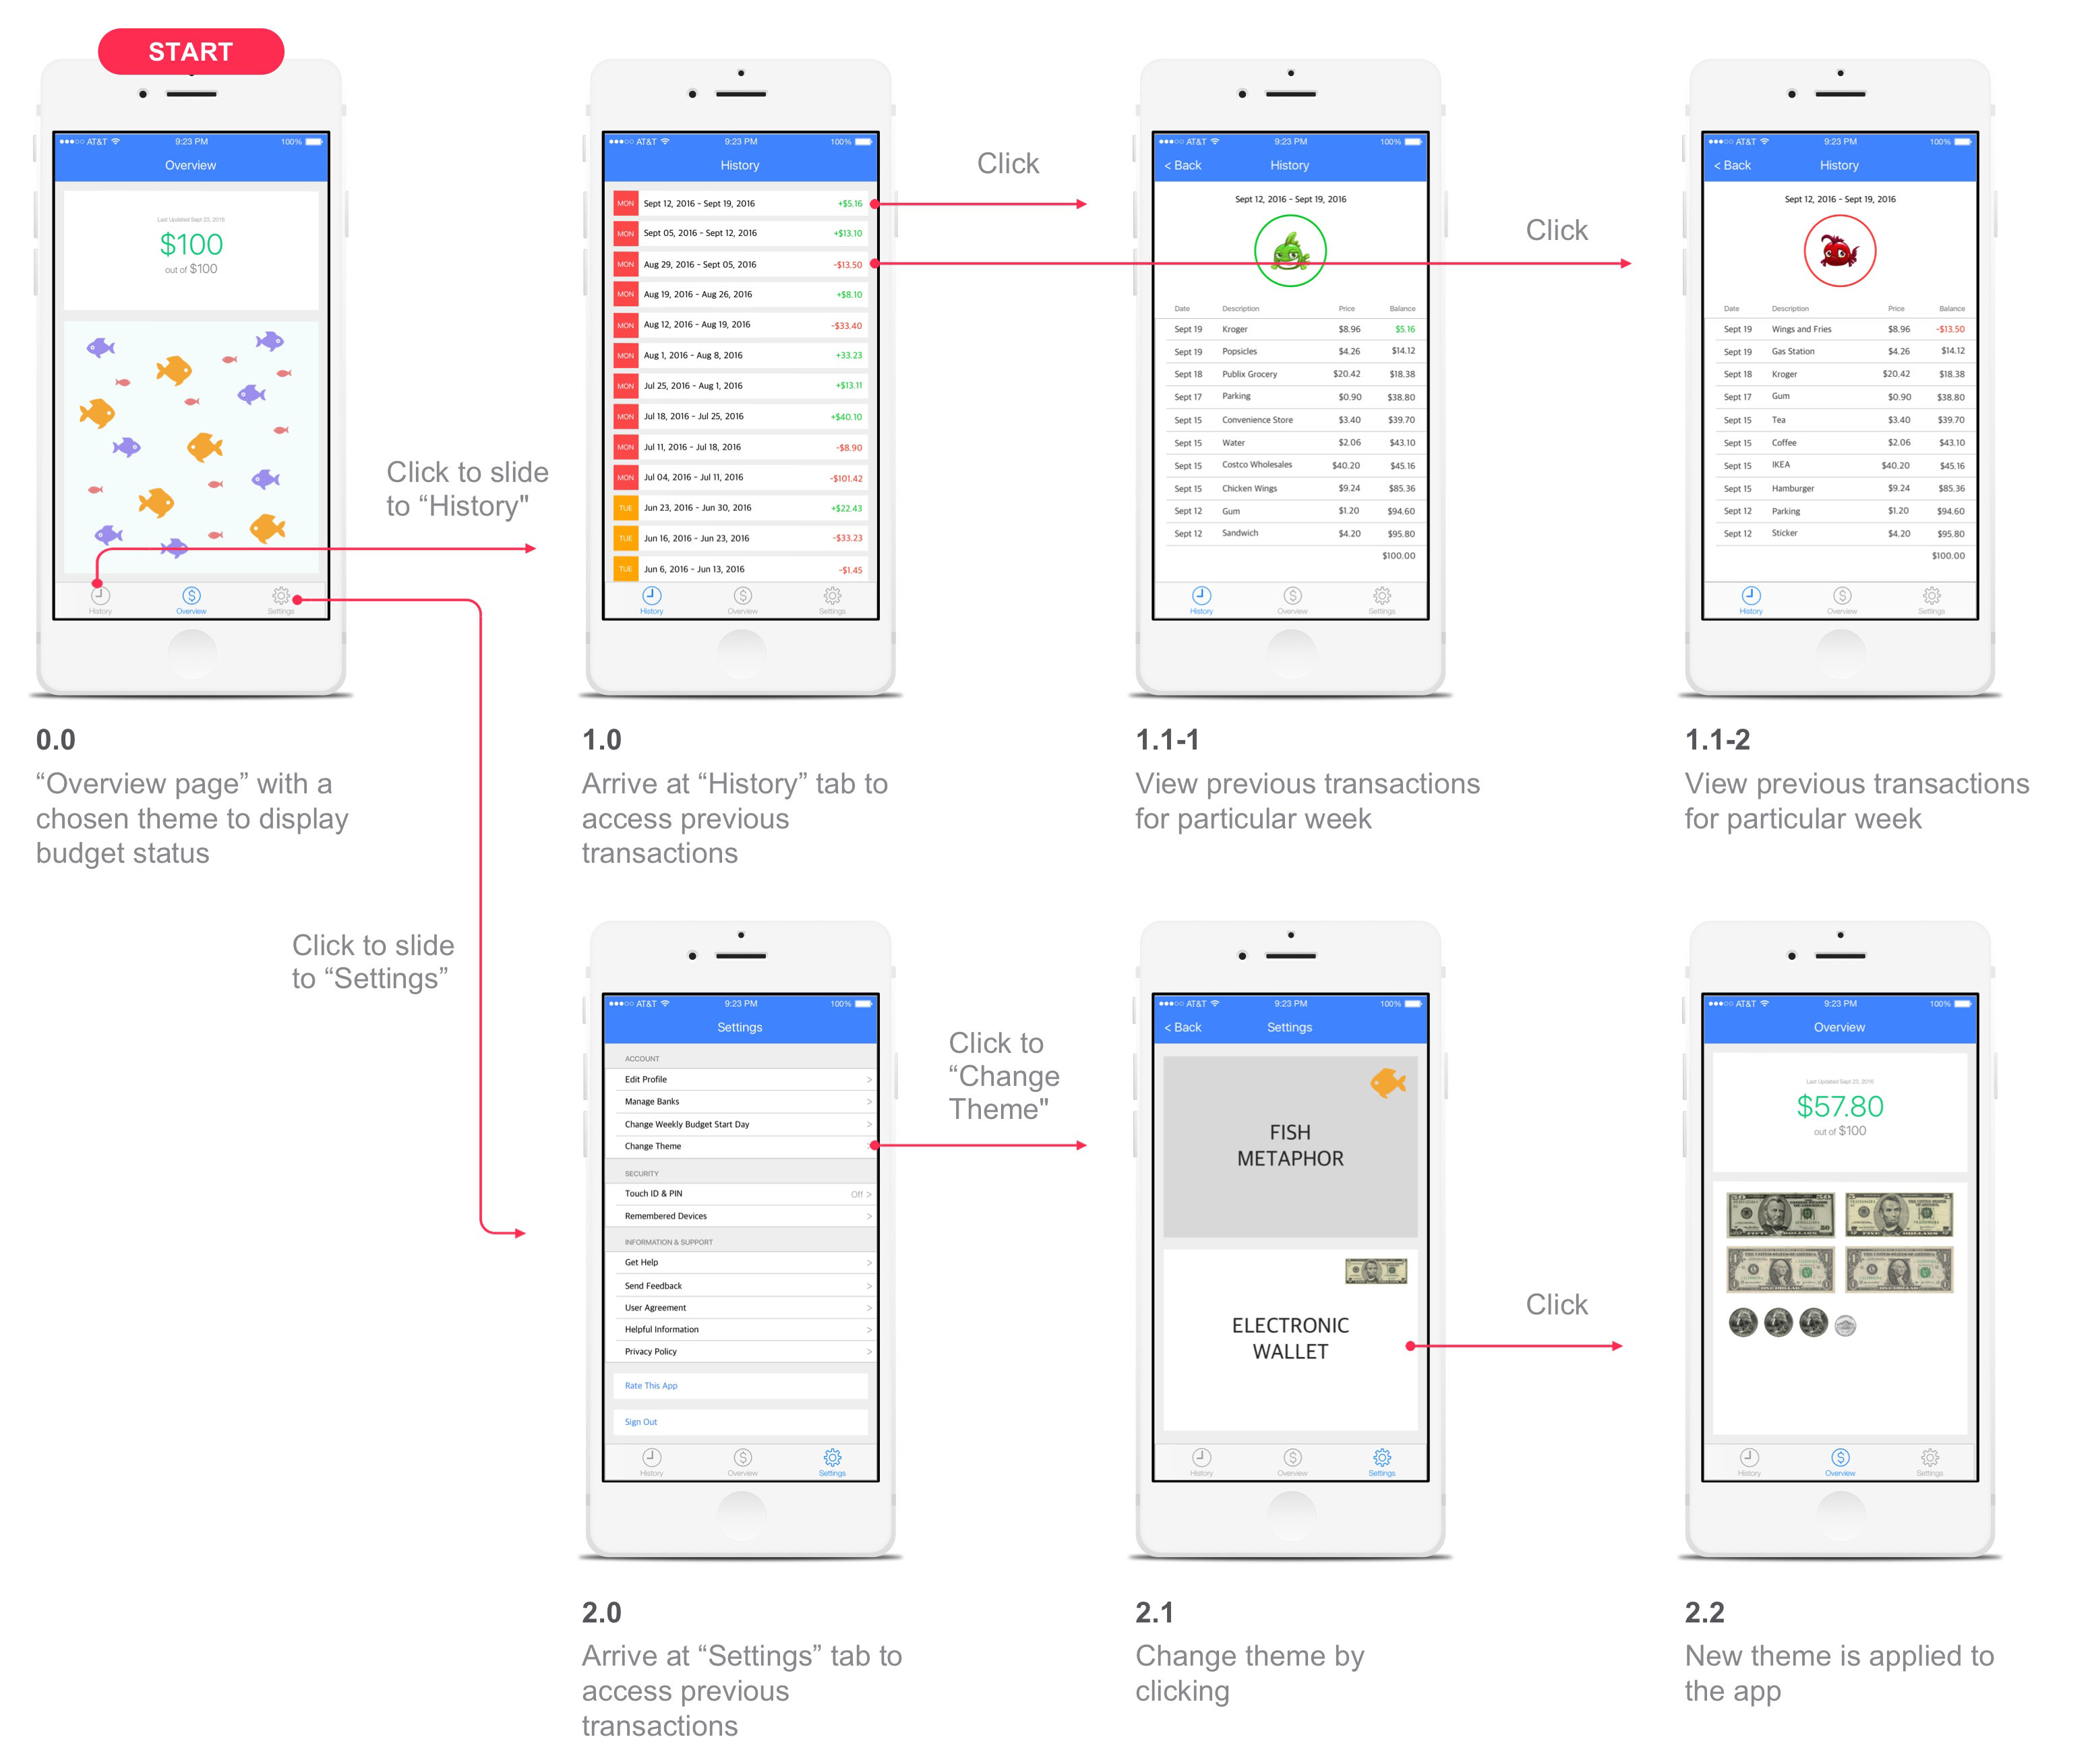 START
●●●○○ AT&T 9:23 PM 100%
Overview
Last Updated Sept 23, 2016
$100
out of $100
History Overview Settings
Click to slide
to “History"
0.0
“Overview page” with a
chosen theme to display
budget status
●●●○○ AT&T 9:23 PM 100%
History
MON Sept 12, 2016 - Sept 19, 2016 +$5.16
MON Sept 05, 2016 - Sept 12, 2016 +$13.10
MON Aug 29, 2016 - Sept 05, 2016 -$13.50
MON Aug 19, 2016 - Aug 26, 2016 +$8.10
MON Aug 12, 2016 - Aug 19, 2016 -$33.40
MON Aug 1, 2016 - Aug 8, 2016 +33.23
MON Jul 25, 2016 - Aug 1, 2016 +$13.11
MON Jul 18, 2016 - Jul 25, 2016 +$40.10
MON Jul 11, 2016 - Jul 18, 2016 -$8.90
MON Jul 04, 2016 - Jul 11, 2016 -$101.42
TUE Jun 23, 2016 - Jun 30, 2016 +$22.43
TUE Jun 16, 2016 - Jun 23, 2016 -$33.23
TUE Jun 6, 2016 - Jun 13, 2016 -$1.45
History Overview Settings
1.0
Arrive at “History” tab to
access previous
transactions
Click
●●●○○ AT&T 9:23 PM 100%
< Back History
Sept 12, 2016 - Sept 19, 2016
Date Description Price Balance
Sept 19 Kroger $8.96 $5.16
Sept 19 Popsicles $4.26 $14.12
Sept 18 Publix Grocery $20.42 $18.38
Sept 17 Parking $0.90 $38.80
Sept 15 Convenience Store $3.40 $39.70
Sept 15 Water $2.06 $43.10
Sept 15 Costco Wholesales $40.20 $45.16
Sept 15 Chicken Wings $9.24 $85.36
Sept 12 Gum $1.20 $94.60
Sept 12 Sandwich $4.20 $95.80
$100.00
History Overview Settings
1.1-1
View previous transactions
for particular week
Click
●●●○○ AT&T 9:23 PM 100%
< Back History
Sept 12, 2016 - Sept 19, 2016
Date Description Price Balance
Sept 19 Wings and Fries $8.96 -$13.50
Sept 19 Gas Station $4.26 $14.12
Sept 18 Kroger $20.42 $18.38
Sept 17 Gum $0.90 $38.80
Sept 15 Tea $3.40 $39.70
Sept 15 Coffee $2.06 $43.10
Sept 15 IKEA $40.20 $45.16
Sept 15 Hamburger $9.24 $85.36
Sept 12 Parking $1.20 $94.60
Sept 12 Sticker $4.20 $95.80
$100.00
History Overview Settings
1.1-2
View previous transactions
for particular week
Click to slide
to “Settings”
●●●○○ AT&T 9:23 PM 100%
Settings
ACCOUNT
Edit Profile >
Manage Banks >
Change Weekly Budget Start Day >
Change Theme
SECURITY
Touch ID & PIN Off >
Remembered Devices >
INFORMATION & SUPPORT
Get Help >
Send Feedback >
User Agreement >
Helpful Information >
Privacy Policy >
Rate This App
Sign Out
History Overview Settings
2.0
Arrive at “Settings” tab to
access previous
transactions
Click to
“Change
Theme"
●●●○○ AT&T 9:23 PM 100%
< Back Settings
FISH
METAPHOR
ELECTRONIC
WALLET
History Overview Settings
2.1
Change theme by
clicking
Click
●●●○○ AT&T 9:23 PM 100%
Overview
Last Updated Sept 23, 2016
$57.80
out of $100
History Overview Settings
2.2
New theme is applied to
the app